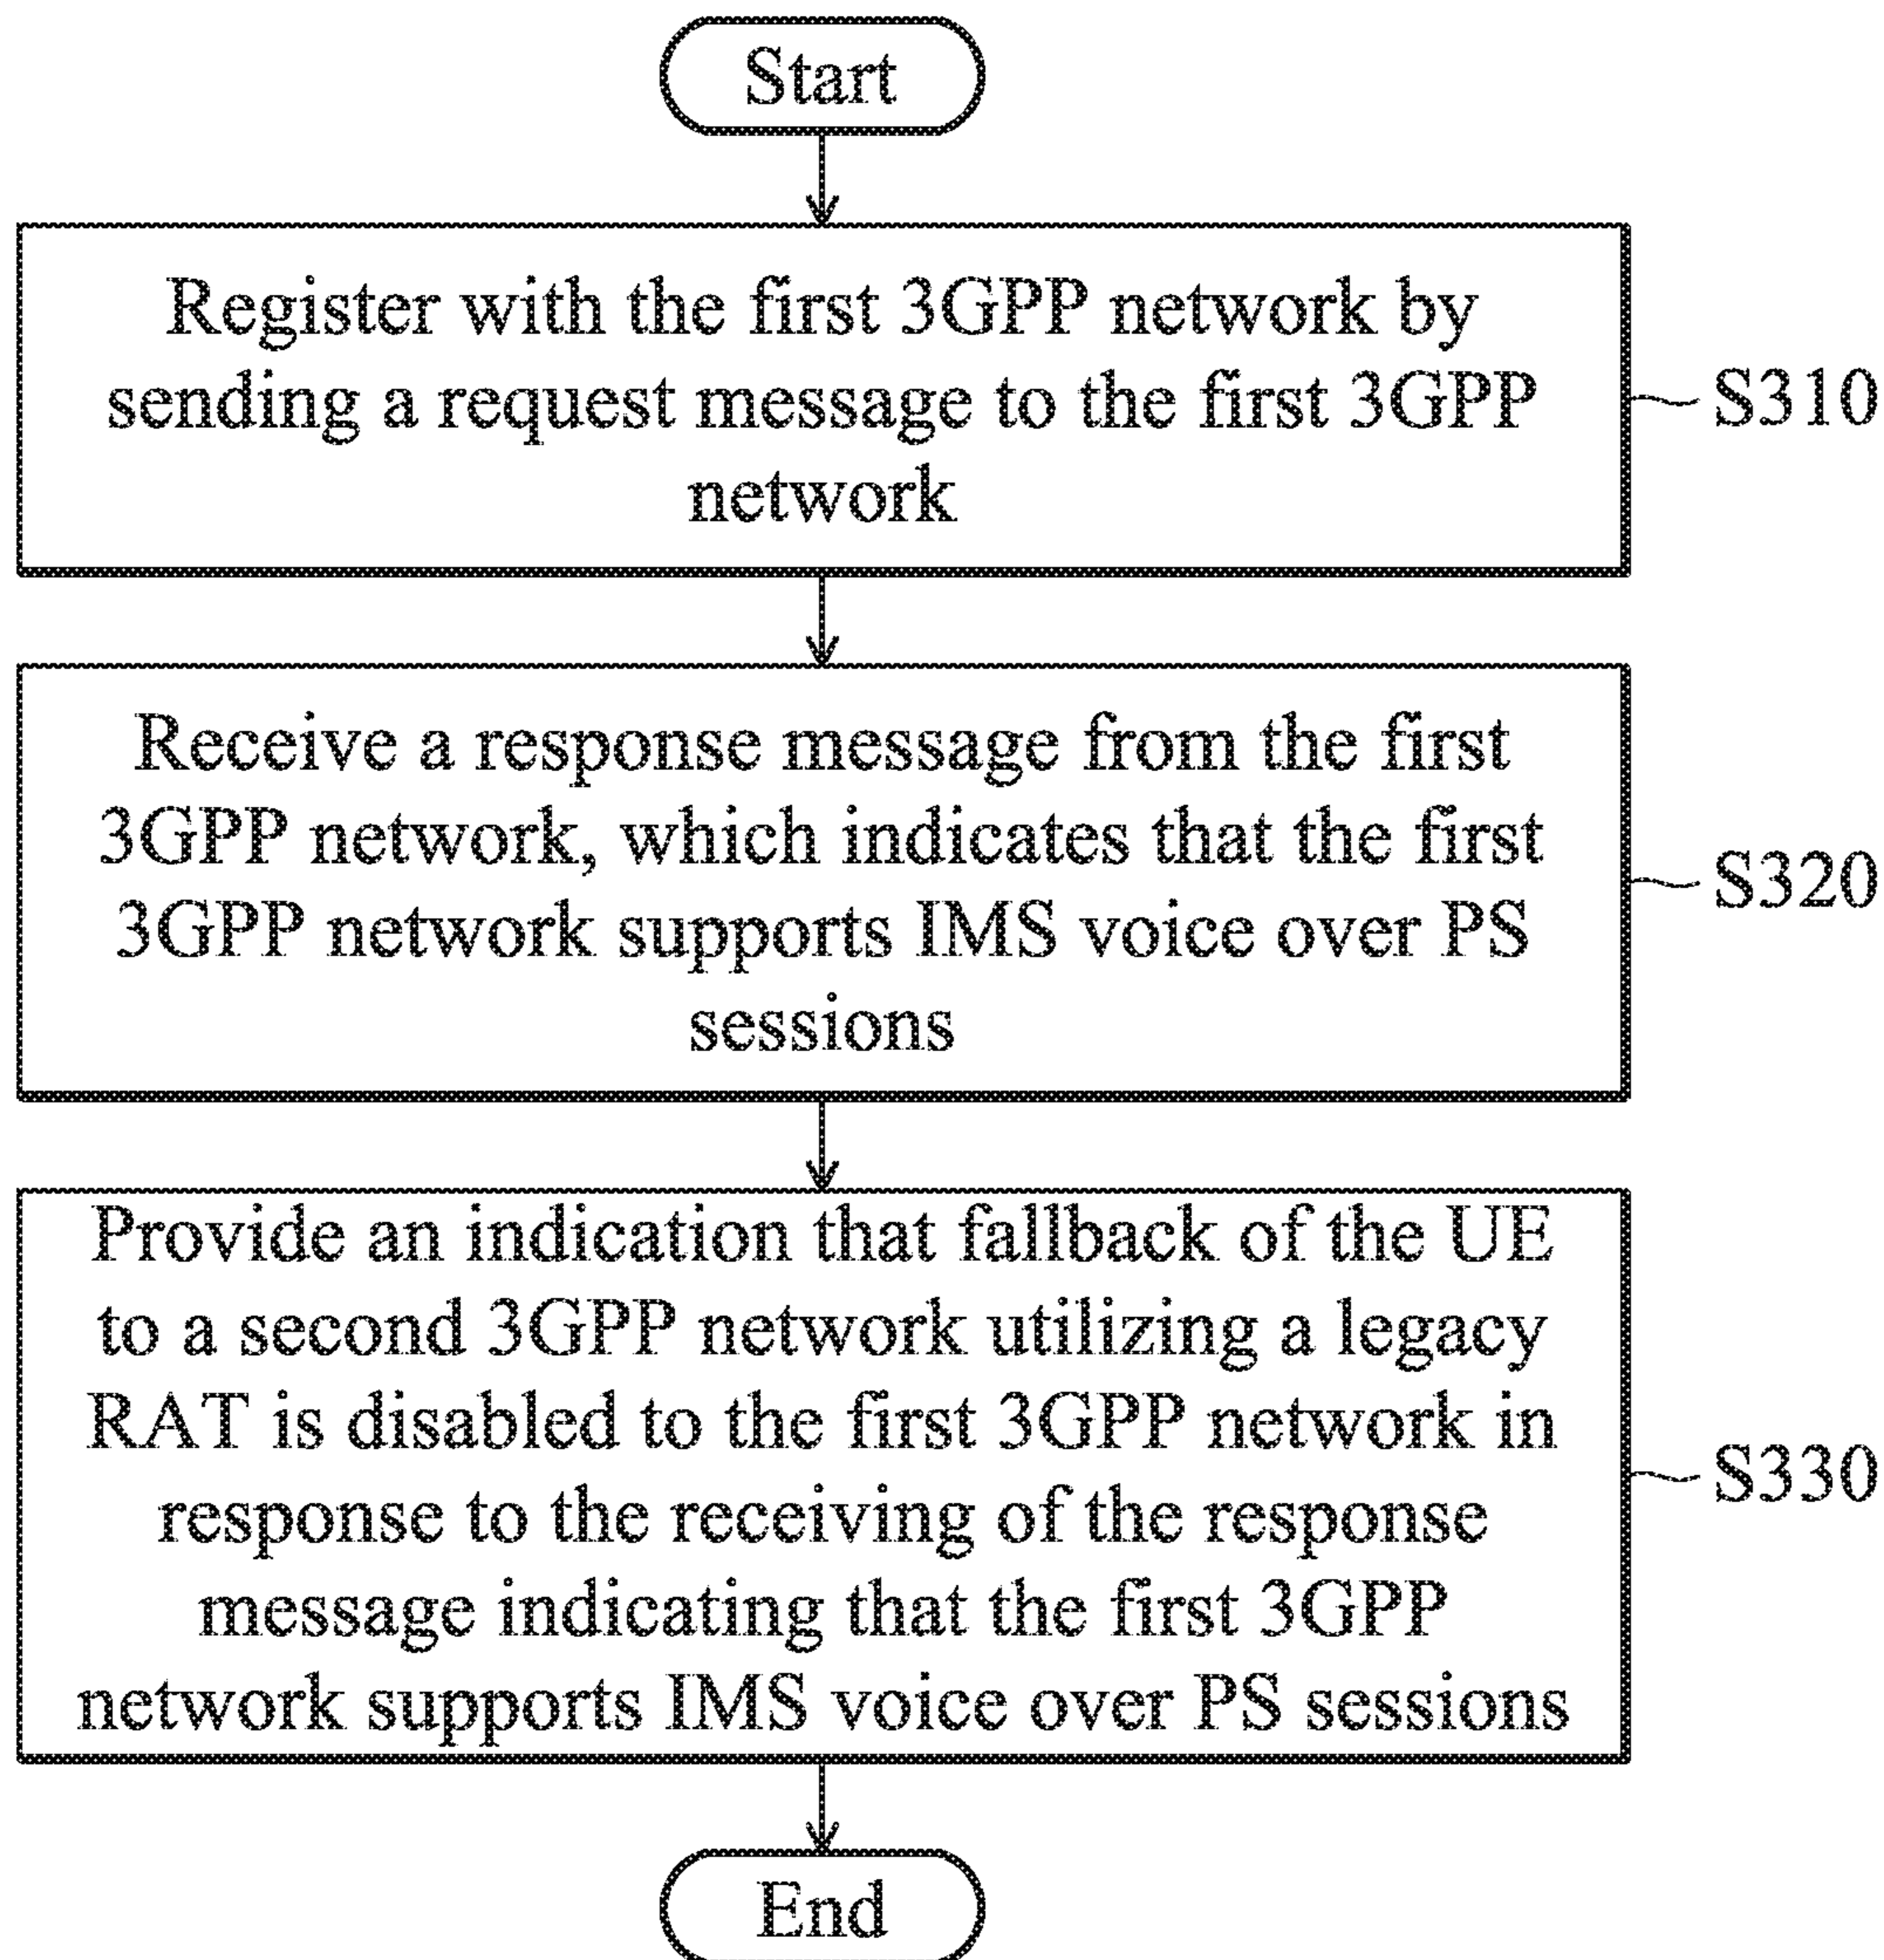 Start
Register with the first 3GPP network by
sending a request message to the first 3GPP
network
S310
Receive a response message from the first
3GPP network, which indicates that the first
3GPP network supports IMS voice over PS
sessions
S320
Provide an indication that fallback of the UE
to a second 3GPP network utilizing a legacy
RAT is disabled to the first 3GPP network in
response to the receiving of the response
message indicating that the first 3GPP
network supports IMS voice over PS sessions
S330
End